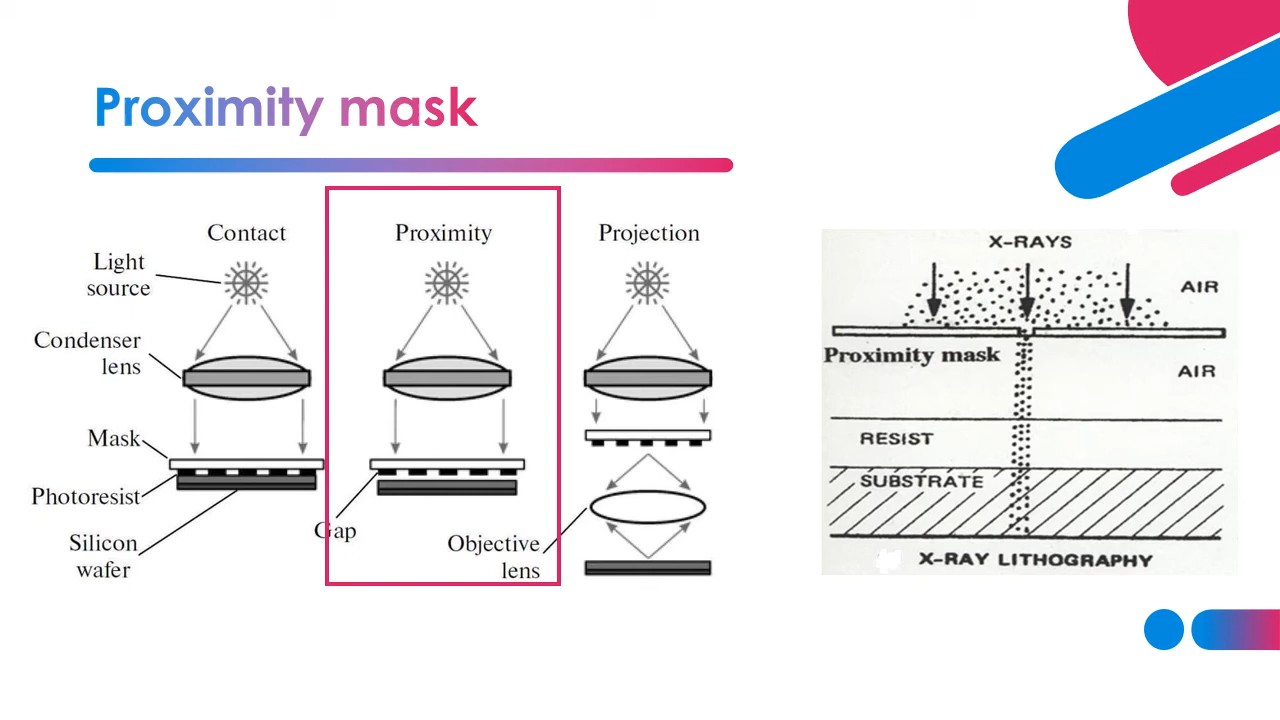 Proximity mask
Contact
Proximity
Projection
Light
source
Condenser
lens
Mask
Photoresist
Silicon
wafer
Gap
Objective
lens
X-RAYS
AIR
Proximity mask
AIR
RESIST
SUBSTRATE
X-RAY LITHOGRAPHY